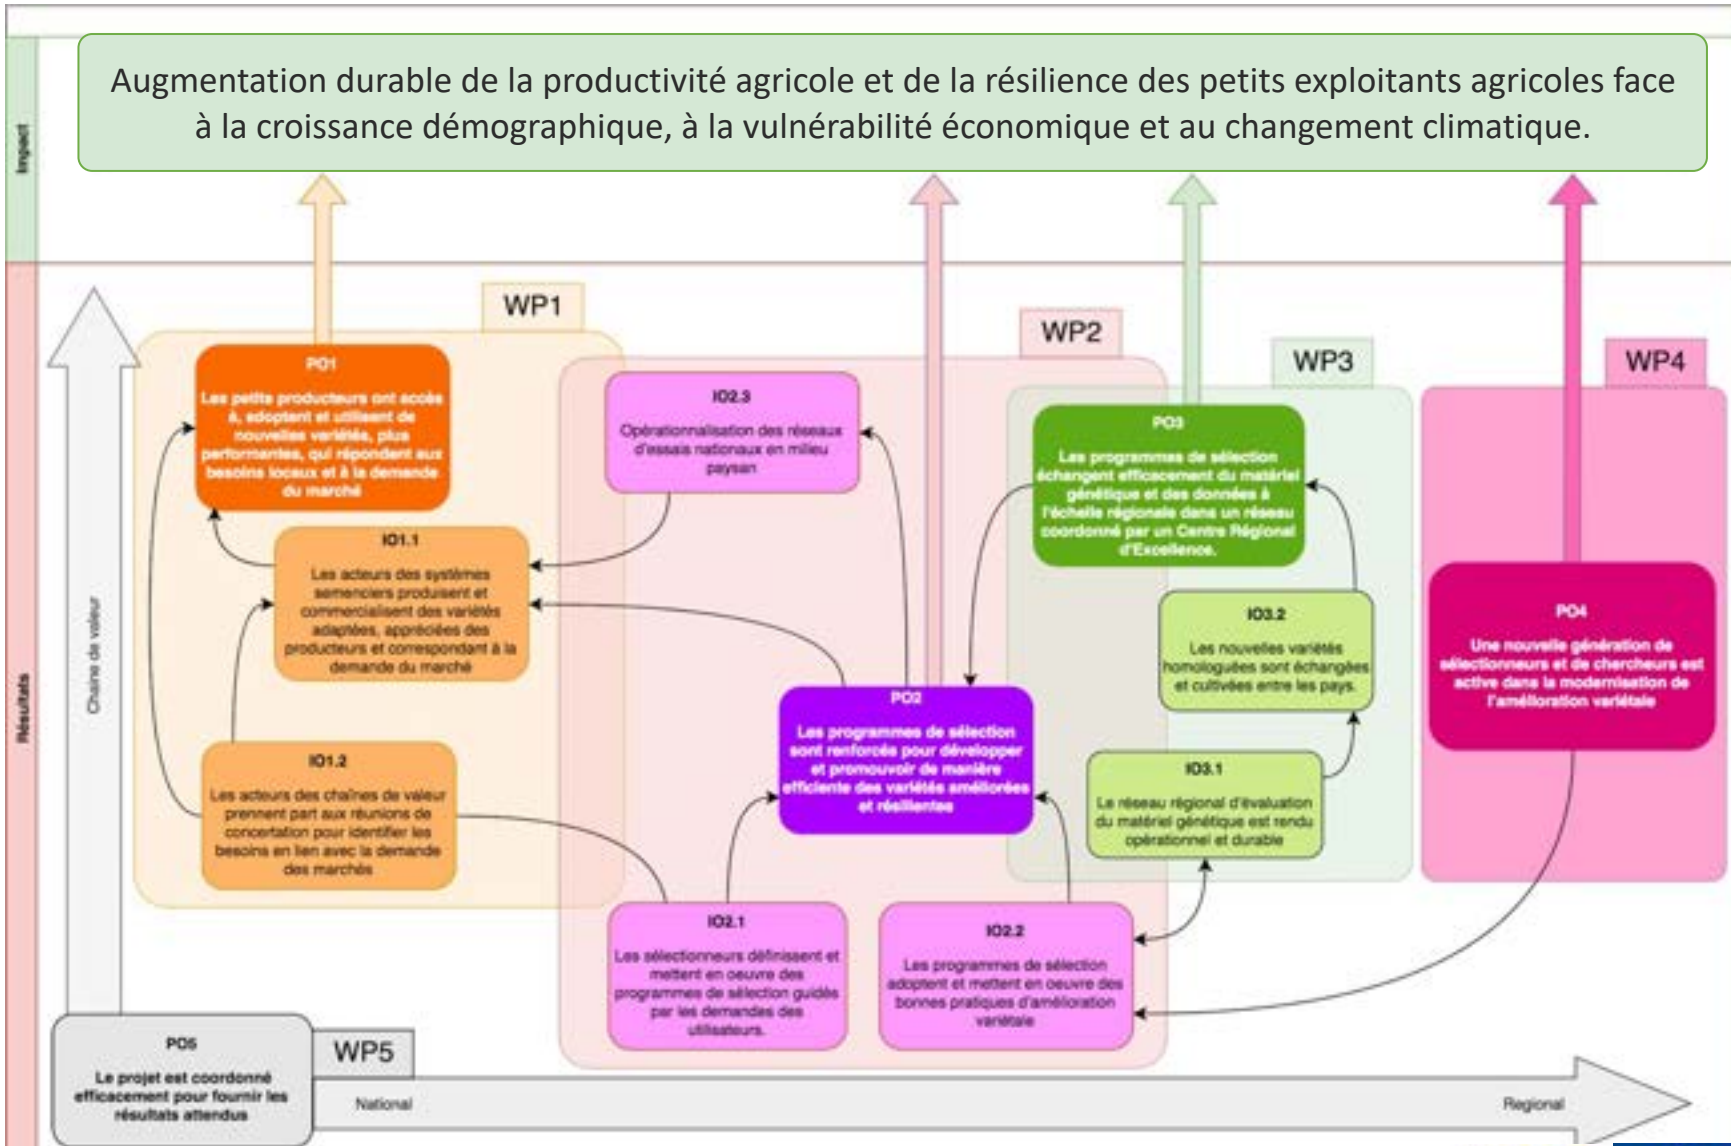 Augmentation durable de la productivité agricole et de la résilience des petits exploitants agricoles face
à la croissance démographique, à la vulnérabilité économique et au changement climatique.
Impact
Résultats
Chaine de valeur
WP1
PO1
Les petits producteurs ont accès
à, adoptent et utilisent de
nouvelles variétés, plus
performantes, qui répondent aux
besoins locaux et à la demande
du marché
IO1.1
Les acteurs des systèmes
semenciers produisent et
commercialisent des variétés
adaptées, appréciées des
producteurs et correspondant à la
demande du marché
IO1.2
Les acteurs des chaînes de valeur
prennent part aux réunions de
concertation pour identifier les
besoins en lien avec la demande
des marchés
WP2
IO2.3
Opérationnalisation des réseaux
d'essais nationaux en milieu
paysan
PO2
Les programmes de sélection
sont renforcés pour développer
et promouvoir de manière
efficiente des variétés améliorées
et résilientes
IO2.1
Les sélectionneurs définissent et
mettent en oeuvre des
programmes de sélection guidés
par les demandes des
utilisateurs.
IO2.2
Les programmes de sélection
adoptent et mettent en oeuvre des
bonnes pratiques d'amélioration
variétale
WP3
PO3
Les programmes de sélection
échangent efficacement du matériel
génétique et des données à
l'échelle régionale dans un réseau
coordonné par un Centre Régional
d'Excellence.
IO3.2
Les nouvelles variétés
homologuées sont échangées
et cultivées entre les pays.
IO3.1
Le réseau régional d'évaluation
du matériel génétique est rendu
opérationnel et durable
WP4
PO4
Une nouvelle génération de
sélectionneurs et de chercheurs est
active dans la modernisation de
l'amélioration variétale
PO5
Le projet est coordonné
efficacement pour fournir les
résultats attendus
WP5
National
Regional